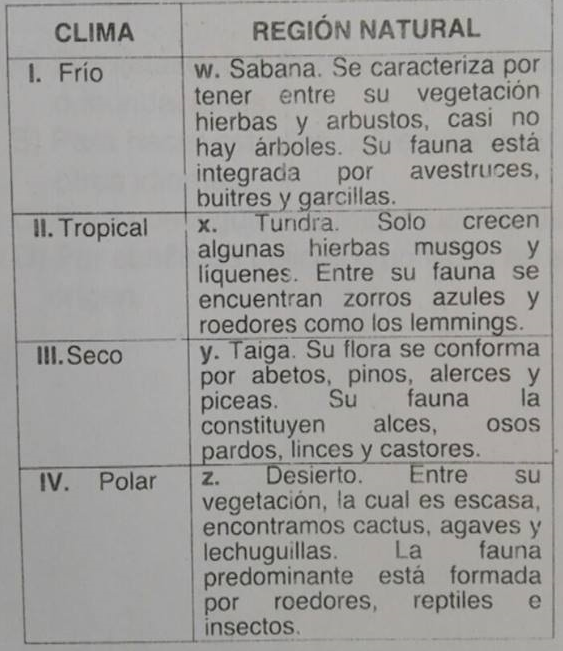 CLIMA
REGIÓN NATURAL
I. Frío
w. Sabana. Se caracteriza por
tener entre su vegetación
hierbas y arbustos, casi no
hay árboles. Su fauna está
integrada por avestruces,
buitres y garcillas.
II. Tropical
x. Tundra. Solo crecen
algunas hierbas musgos y
líquenes. Entre su fauna se
encuentran zorros azules y
roedores como los lemmings.
III. Seco
y. Taiga. Su flora se conforma
por abetos, pinos, alerces y
piceas. Su fauna la
constituyen alces, osos
pardos, linces y castores.
IV. Polar
z. Desierto. Entre su
vegetación, la cual es escasa,
encontramos cactus, agaves y
lechuguillas. La fauna
predominante está formada
por roedores, reptiles e
insectos.